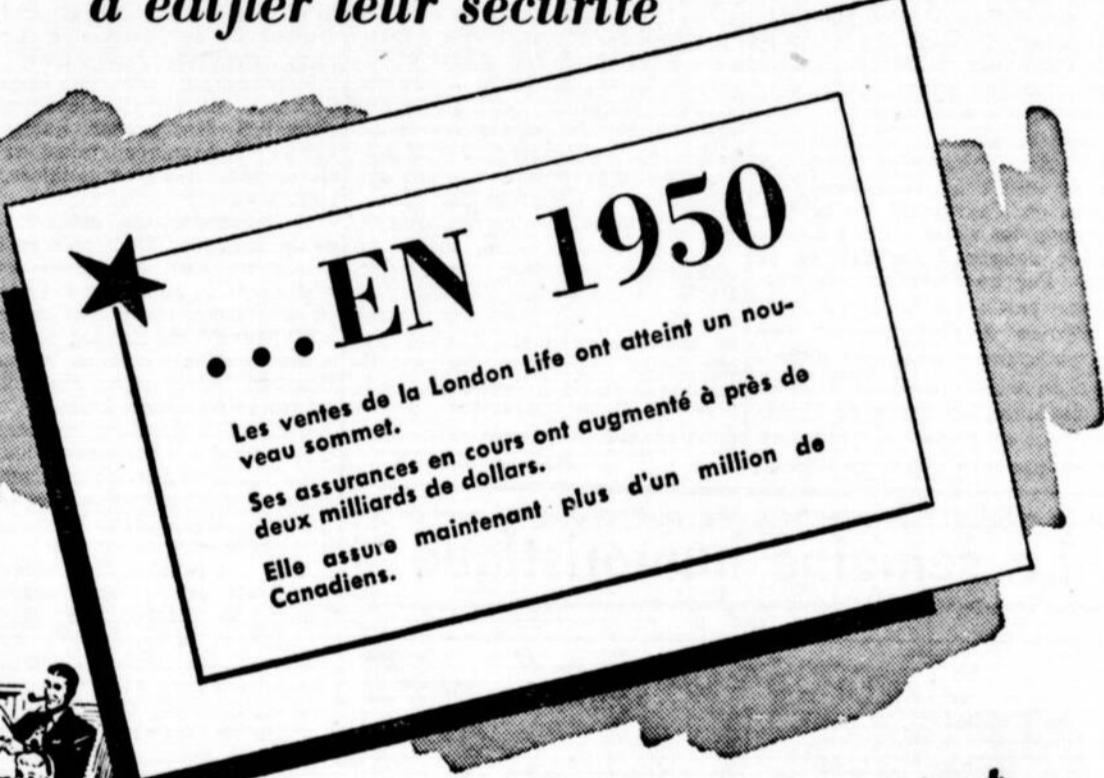 à édifier leur sécurité
...EN 1950
Les ventes de la London Life ont atteint un nou-
veau sommet.
Ses assurances en cours ont augmenté à près de
deux milliards de dollars.
Elle assure maintenant plus d'un million de
Canadiens.